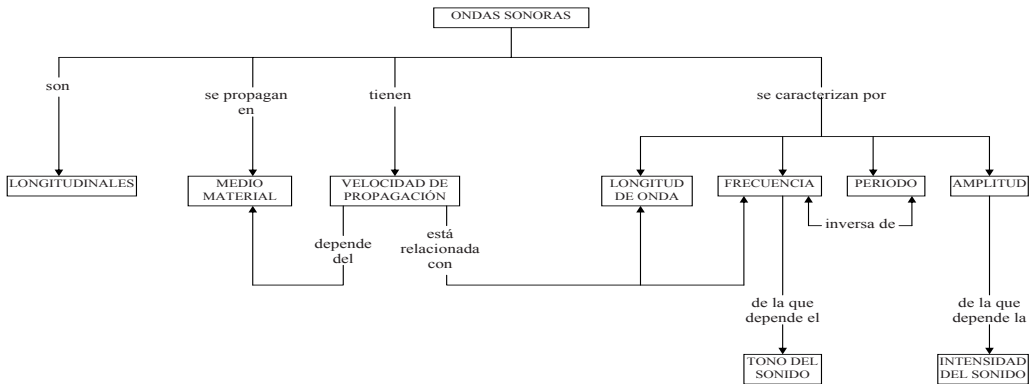 ONDAS SONORAS
son
se propagan
en
tienen
se caracterizan por
LONGITUDINALES
MEDIO
MATERIAL
VELOCIDAD DE
PROPAGACIÓN
LONGITUD
DE ONDA
FRECUENCIA
PERIODO
AMPLITUD
depende
del
está
relacionada
con
inversa de
de la que
depende el
de la que
depende la
TONO DEL
SONIDO
INTENSIDAD
DEL SONIDO